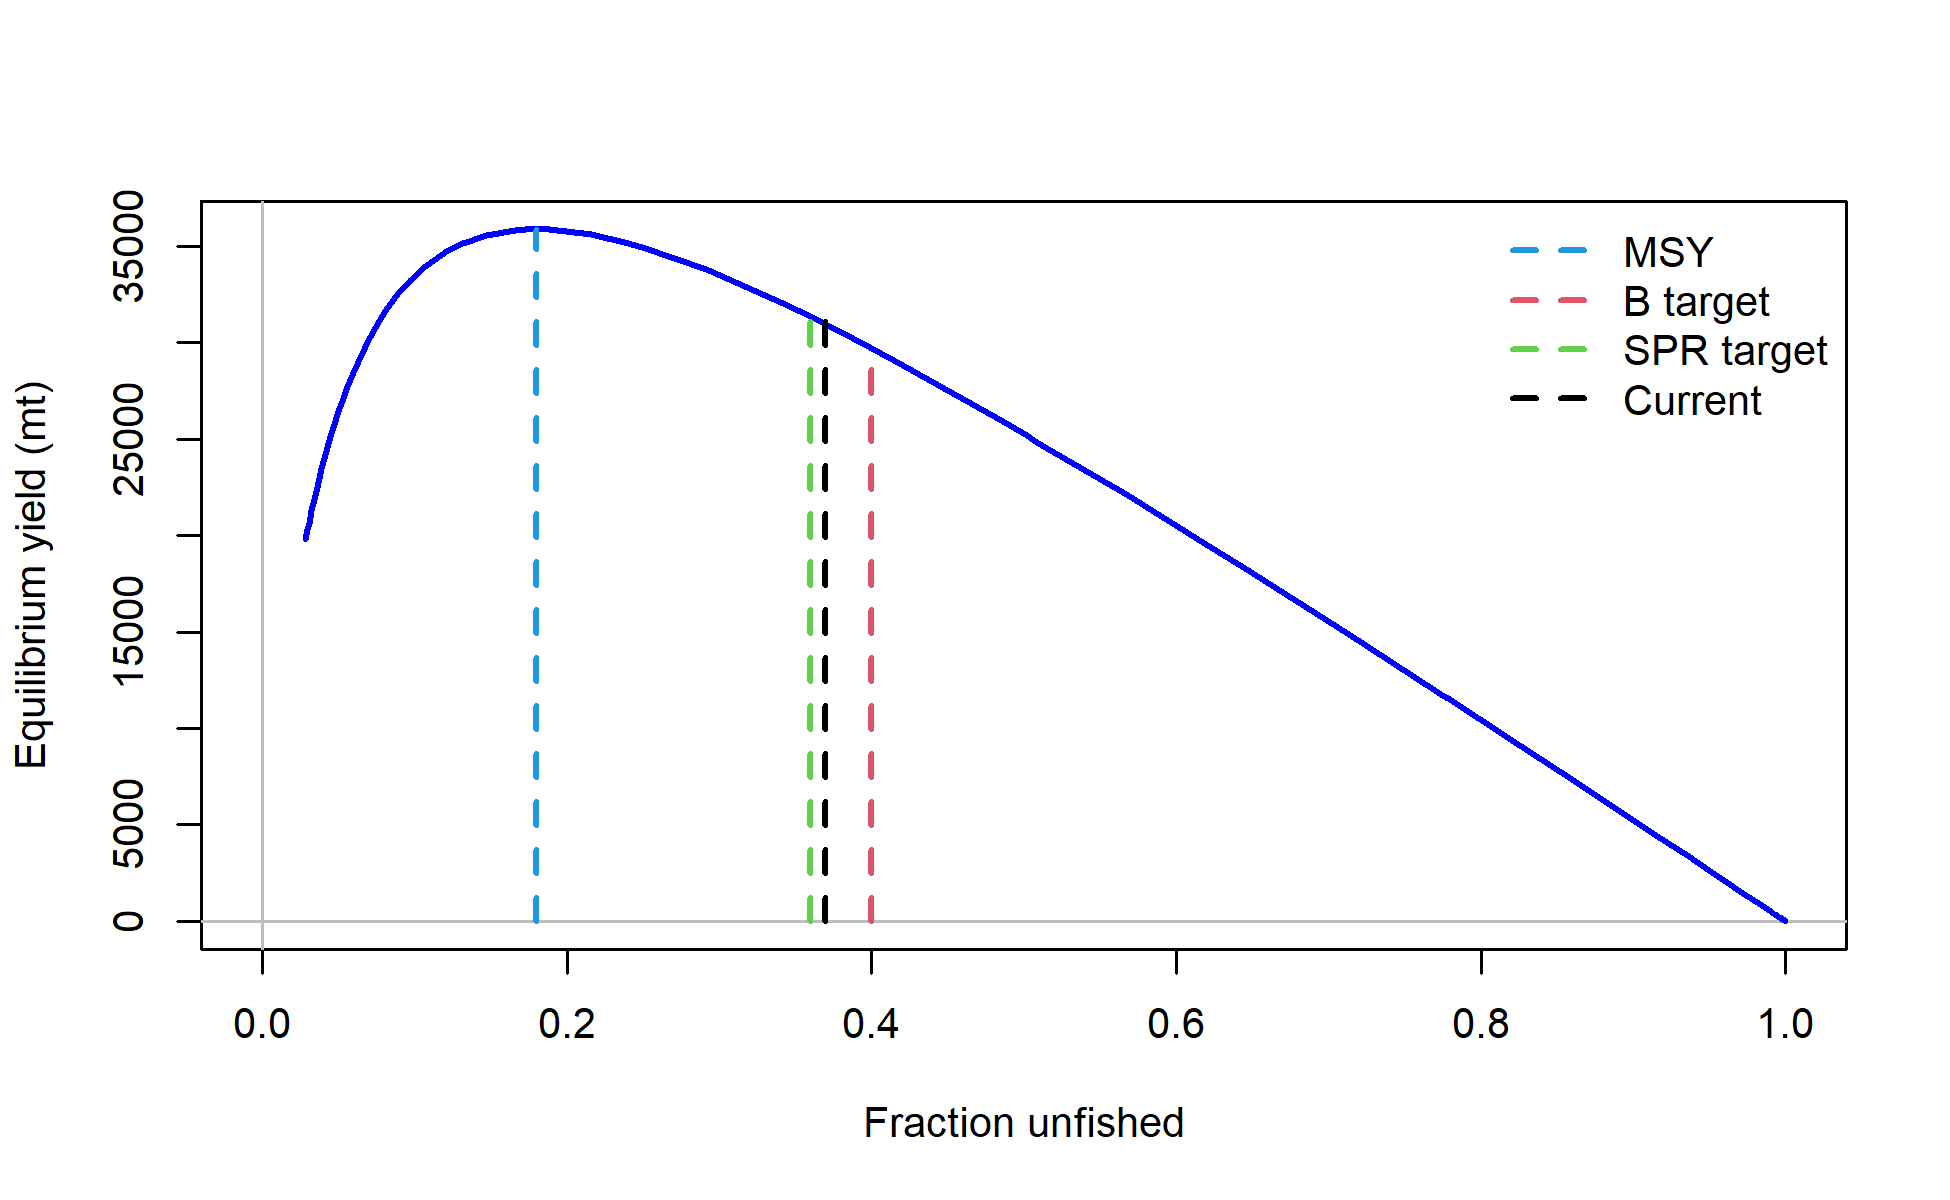 Equilibrium yield (mt)
35000
25000
15000
5000
0
MSY
B target
SPR target
Current
0.0 0.2 0.4 0.6 0.8 1.0
Fraction unfished